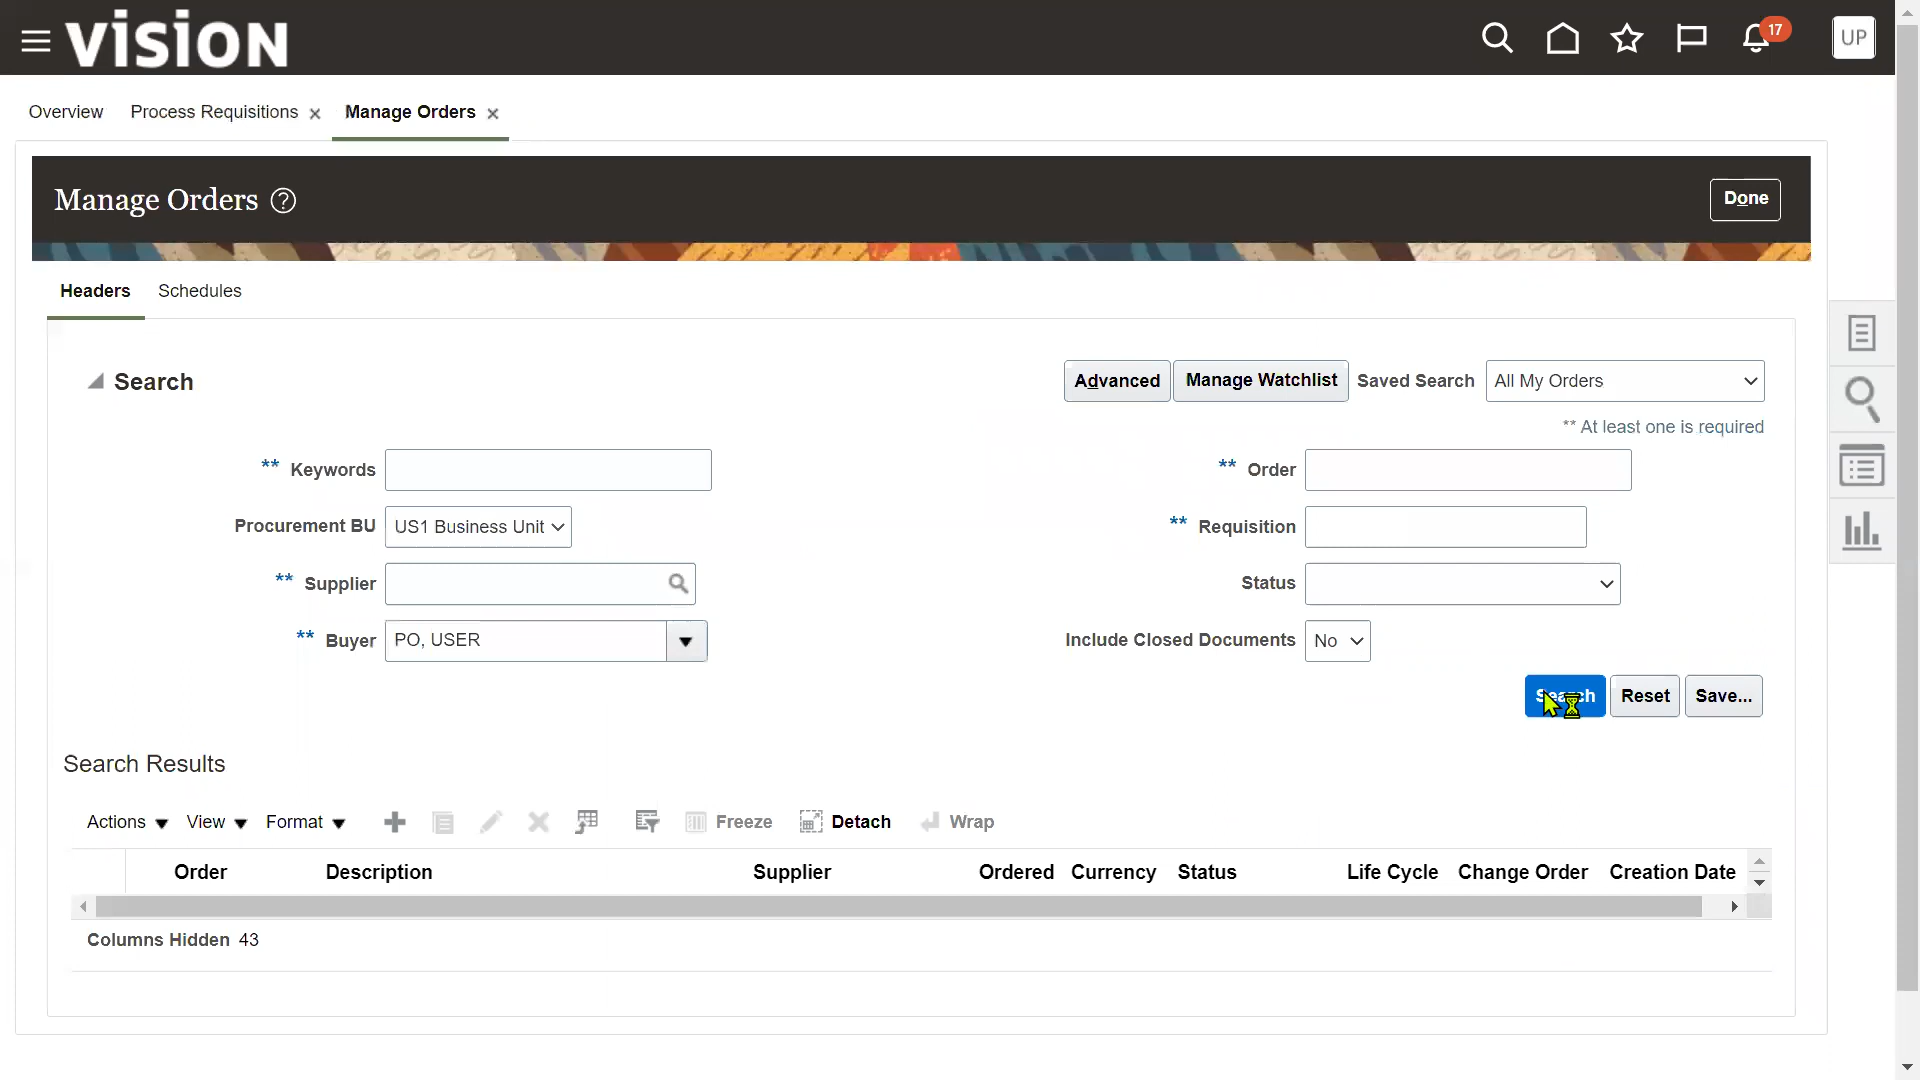 VISION
17
UP
Overview Process Requisitions Manage Orders
Manage Orders
Done
Headers Schedules
Search
Advanced Manage Watchlist Saved Search All My Orders
** At least one is required
** Keywords
** Order
Procurement BU US1 Business Unit
** Requisition
** Supplier
Status
** Buyer PO, USER
Include Closed Documents No
Search Reset Save...
Search Results
Actions View Format Freeze Detach Wrap
Order Description Supplier Ordered Currency Status Life Cycle Change Order Creation Date
Columns Hidden 43